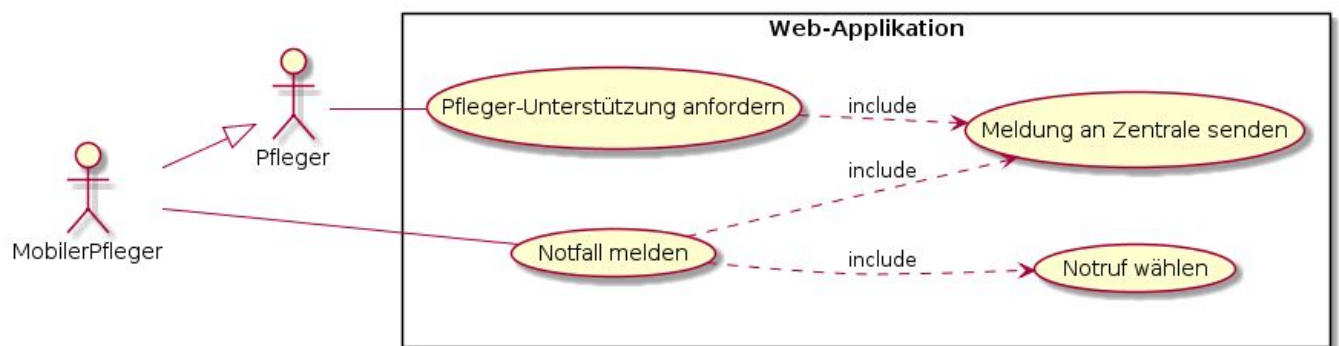 Web-Applikation
Pfleger-Unterstützung anfordern
include
Meldung an Zentrale senden
Pfleger
include
MobilerPfleger
Notfall melden
include
Notruf wählen